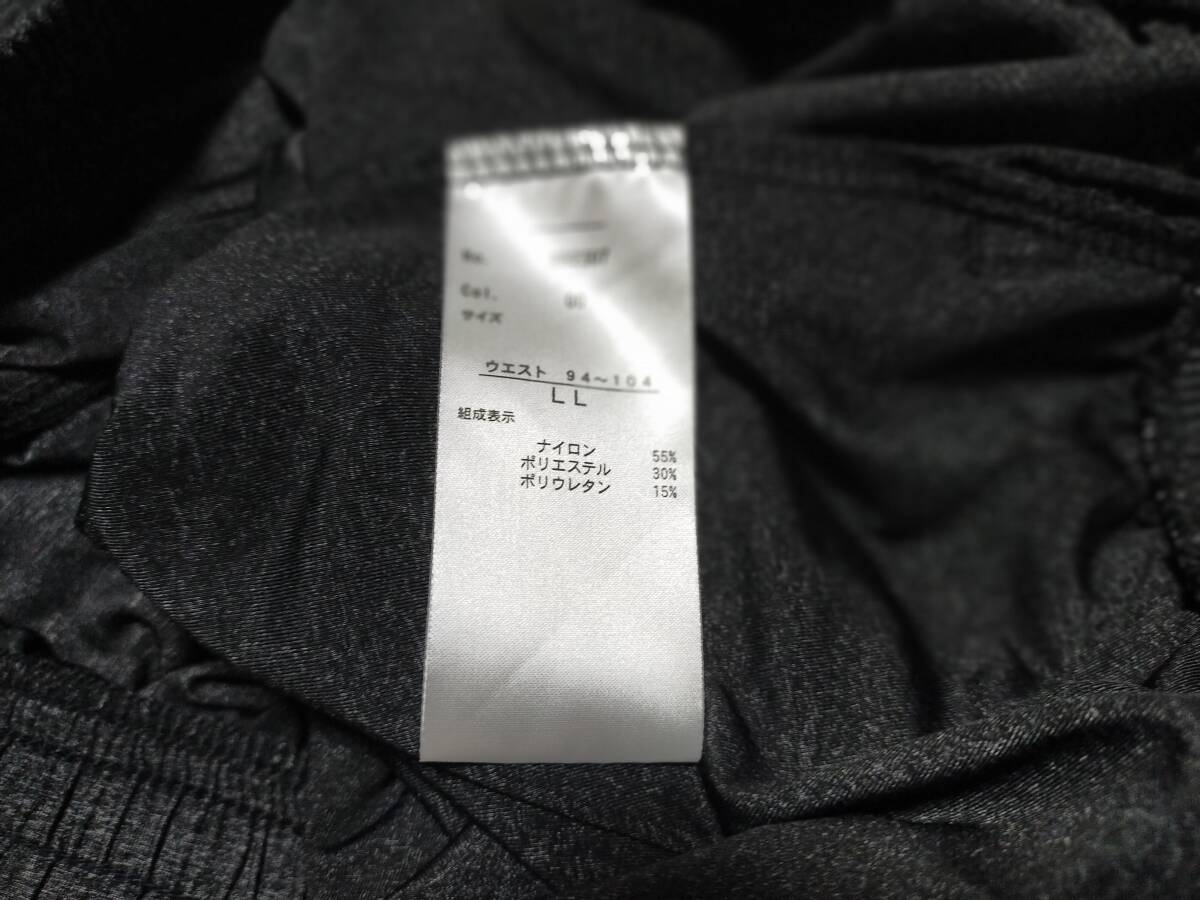 No.
Col.
サイズ
ウエスト 94～104
LL
組成表示
ナイロン 55%
ポリエステル 30%
ポリウレタン 15%